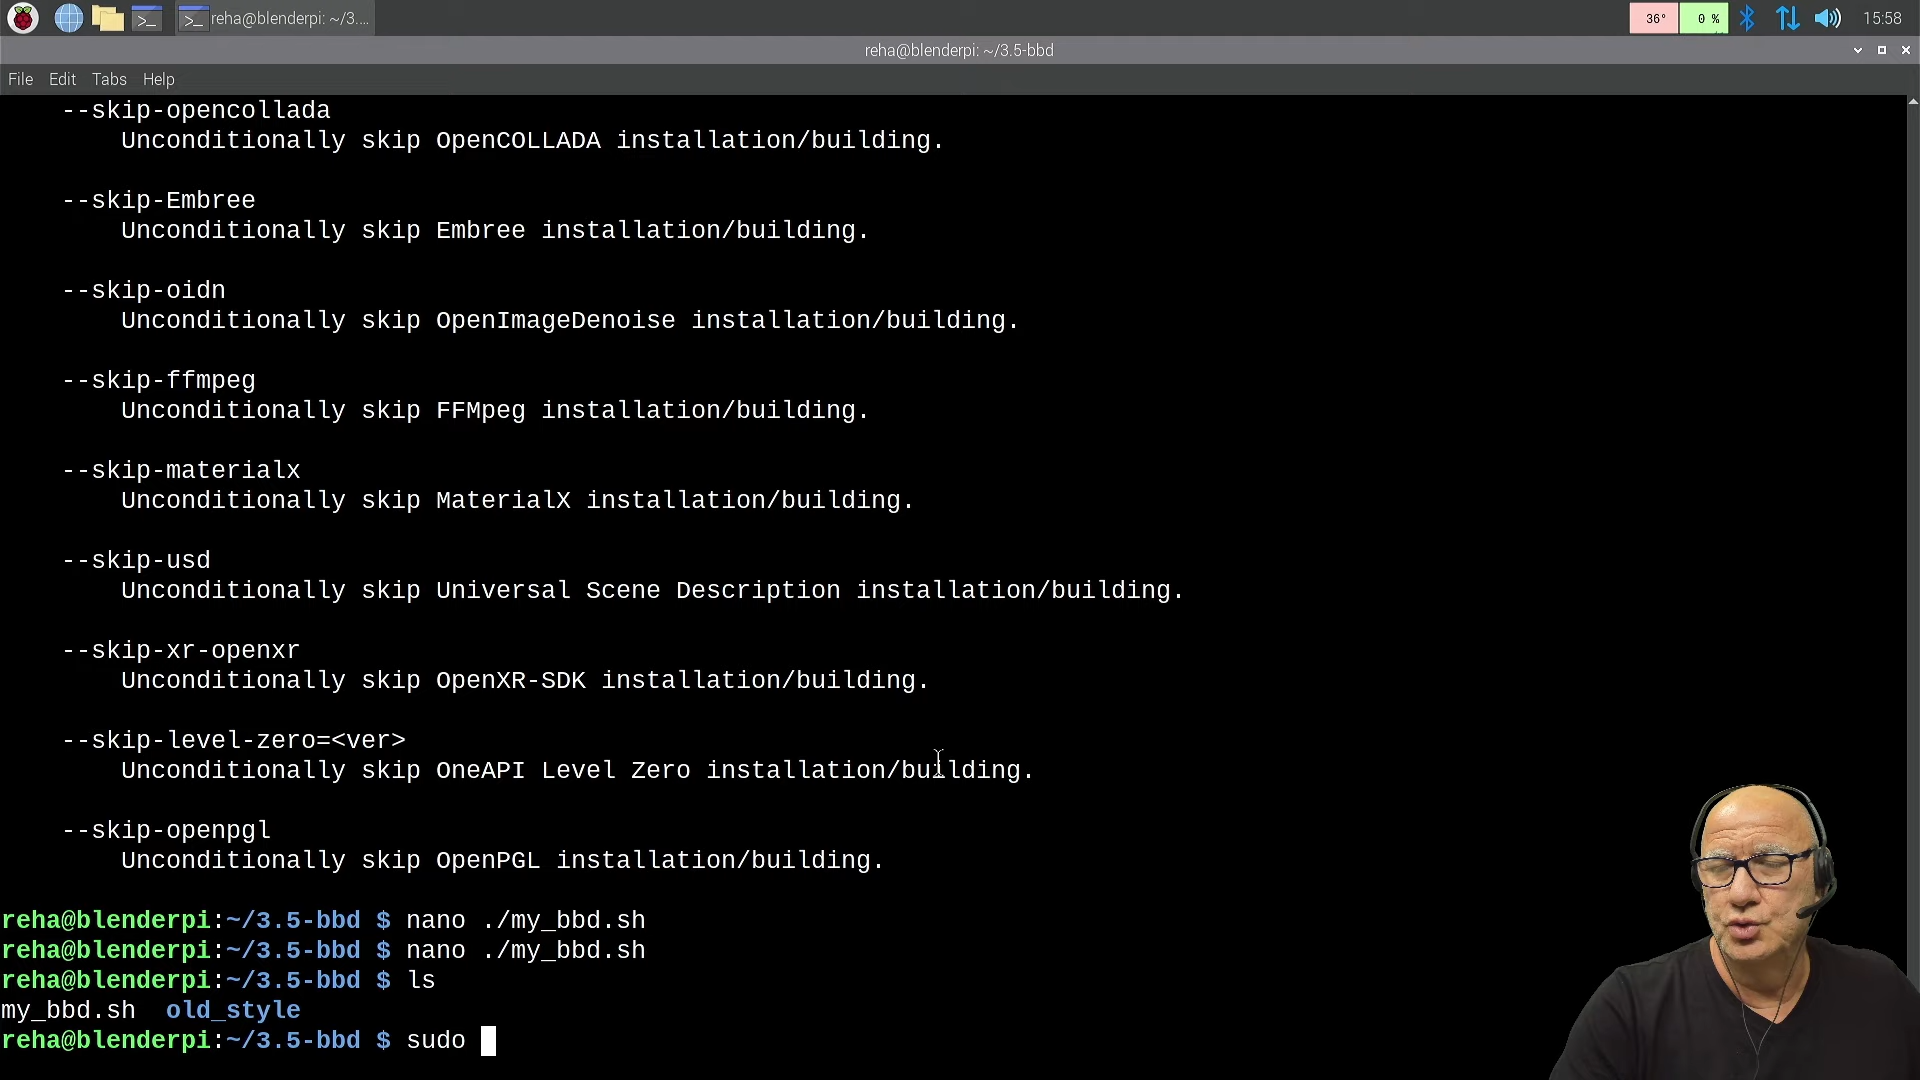 reha@blenderpi: ~/3....
36°
0 %
15:58
reha@blenderpi: ~/3.5-bbd
File Edit Tabs Help
--skip-opencollada
Unconditionally skip OpenCOLLADA installation/building.
--skip-Embree
Unconditionally skip Embree installation/building.
--skip-oidn
Unconditionally skip OpenImageDenoise installation/building.
--skip-ffmpeg
Unconditionally skip FFMpeg installation/building.
--skip-materialx
Unconditionally skip MaterialX installation/building.
--skip-usd
Unconditionally skip Universal Scene Description installation/building.
--skip-xr-openxr
Unconditionally skip OpenXR-SDK installation/building.
--skip-level-zero=<ver>
Unconditionally skip OneAPI Level Zero installation/building.
--skip-openpgl
Unconditionally skip OpenPGL installation/building.
reha@blenderpi:~/3.5-bbd $ nano ./my_bbd.sh
reha@blenderpi:~/3.5-bbd $ nano ./my_bbd.sh
reha@blenderpi:~/3.5-bbd $ ls
my_bbd.sh old_style
reha@blenderpi:~/3.5-bbd $ sudo